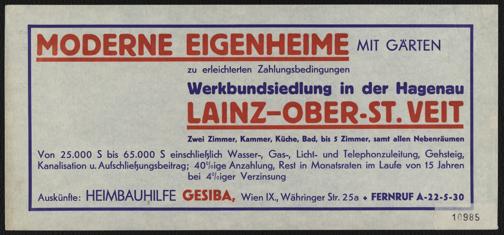 MODERNE EIGENHEIME MIT GÄRTEN
zu erleichterten Zahlungsbedingungen
Werkbundsiedlung in der Hagenau
LAINZ–OBER-ST. VEIT
Zwei Zimmer, Kammer, Küche, Bad, bis 5 Zimmer, samt allen Nebenräumen
Von 25.000 S bis 65.000 S einschließlich Wasser-, Gas-, Licht- und Telephonzuleitung, Gehsteig,
Kanalisation u. Aufschließungsbeitrag; 40%ige Anzahlung, Rest in Monatsraten im Laufe von 15 Jahren
bei 4%iger Verzinsung
Auskünfte: HEIMBAUHILFE GESIBA, Wien IX., Währinger Str. 25a • FERNRUF A-22-5-30
10985